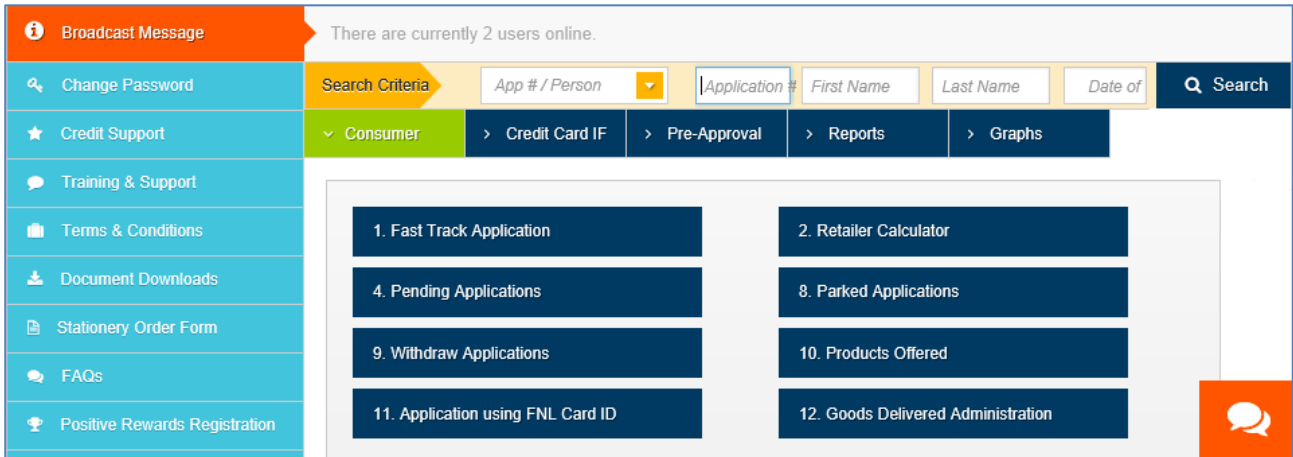 Broadcast Message
There are currently 2 users online.
Change Password
Search Criteria
App # / Person
Application #
First Name
Last Name
Date of
Search
Credit Support
Consumer
Credit Card IF
Pre-Approval
Reports
Graphs
Training & Support
Terms & Conditions
Document Downloads
Stationery Order Form
FAQs
Positive Rewards Registration
1. Fast Track Application
2. Retailer Calculator
4. Pending Applications
8. Parked Applications
9. Withdraw Applications
10. Products Offered
11. Application using FNL Card ID
12. Goods Delivered Administration